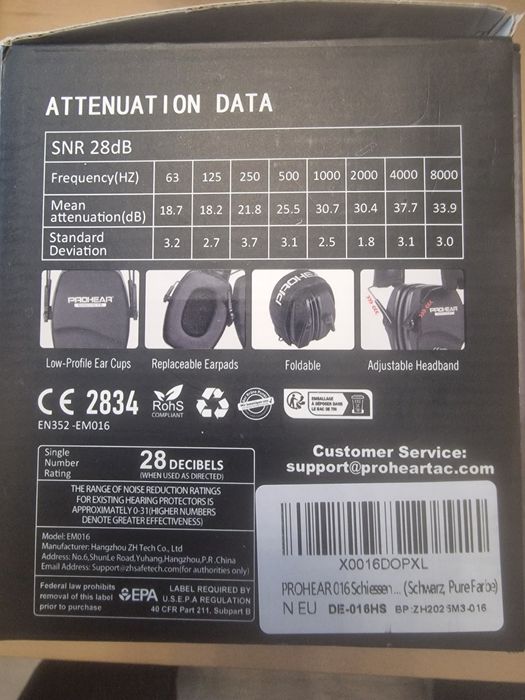 ATTENUATION DATA
SNR 28dB
Frequency(HZ) 63 125 250 500 1000 2000 4000 8000
Mean attenuation(dB) 18.7 18.2 21.8 25.5 30.7 30.4 37.7 33.9
Standard Deviation 3.2 2.7 3.7 3.1 2.5 1.8 3.1 3.0
PROHEAR
PROHEAR
PROHEAR
Low-Profile Ear Cups Replaceable Earpads Foldable Adjustable Headband
CE 2834
EN352 -EM016
RoHS
COMPLIANT
EMBALLAGE
À DÉPOSER DANS
LE BAC DE TRI
Single
Number
Rating
28 DECIBELS
(WHEN USED AS DIRECTED)
THE RANGE OF NOISE REDUCTION RATINGS
FOR EXISTING HEARING PROTECTORS IS
APPROXIMATELY 0-31(HIGHER NUMBERS
DENOTE GREATER EFFECTIVENESS)
Model: EM016
Manufacturer: Hangzhou ZH Tech Co., Ltd
Address: No.6,ShunLe Road,Yuhang,Hangzhou,P.R .China
Email Address: Support@zhsafetech.com(for authorities only)
Federal law prohibits
removal of this label
prior to purchase
EPA
LABEL REQUIRED BY
U.S.E.P.A REGULATION
40 CFR Part 211. Subpart B
Customer Service:
support@proheartac.com
X0016DOPXL
PROHEAR 016 Schiessen... (Schwarz, Pure Farbe)
N EU DE-016HS